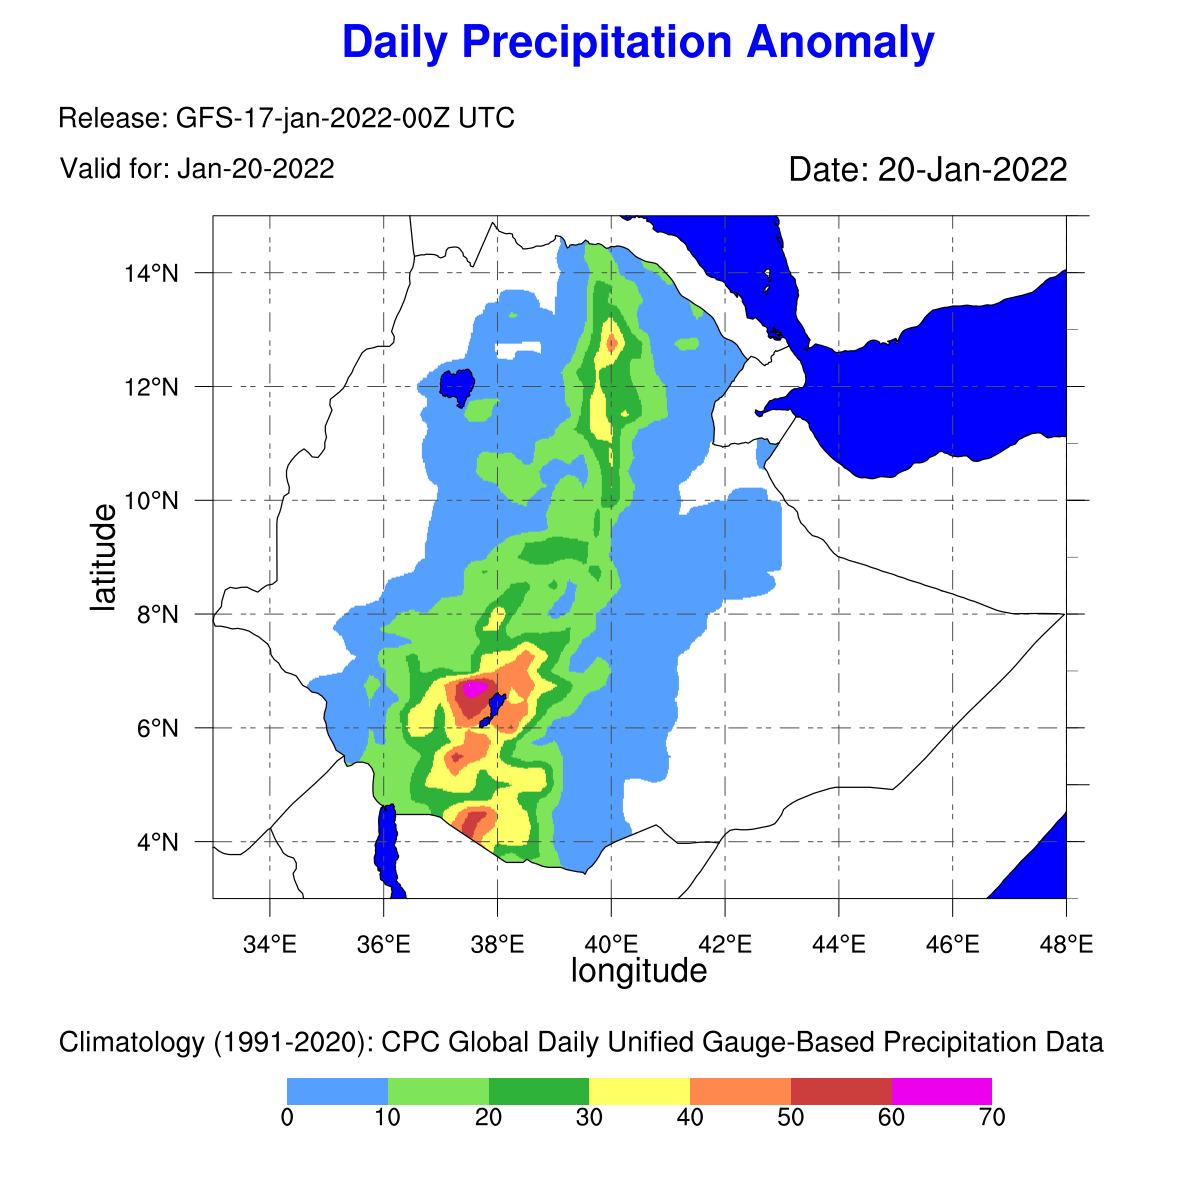 Daily Precipitation Anomaly
Release: GFS-17-jan-2022-00Z UTC
Valid for: Jan-20-2022
Date: 20-Jan-2022
14°N
12°N
10°N
8°N
6°N
4°N
latitude
34°E 36°E 38°E 40°E 42°E 44°E 46°E 48°E
longitude
Climatology (1991-2020): CPC Global Daily Unified Gauge-Based Precipitation Data
0 10 20 30 40 50 60 70